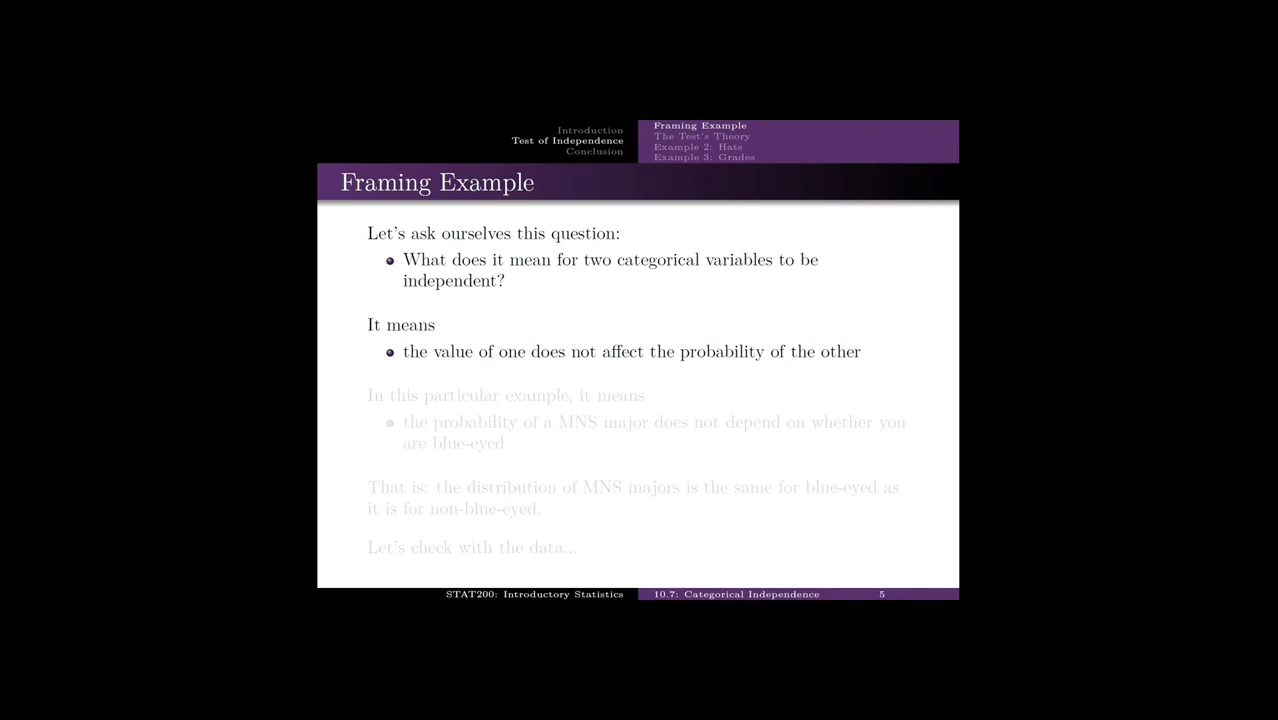 Introduction
Test of Independence
Conclusion
Framing Example
The Test's Theory
Example 2: Hats
Example 3: Grades
Framing Example
Let's ask ourselves this question:
What does it mean for two categorical variables to be
independent?
It means
the value of one does not affect the probability of the other
In this particular example, it means
the probability of a MNS major does not depend on whether you
are blue-eyed
That is: the distribution of MNS majors is the same for blue-eyed as
it is for non-blue-eyed.
Let's check with the data...
STAT200: Introductory Statistics
10.7: Categorical Independence 5